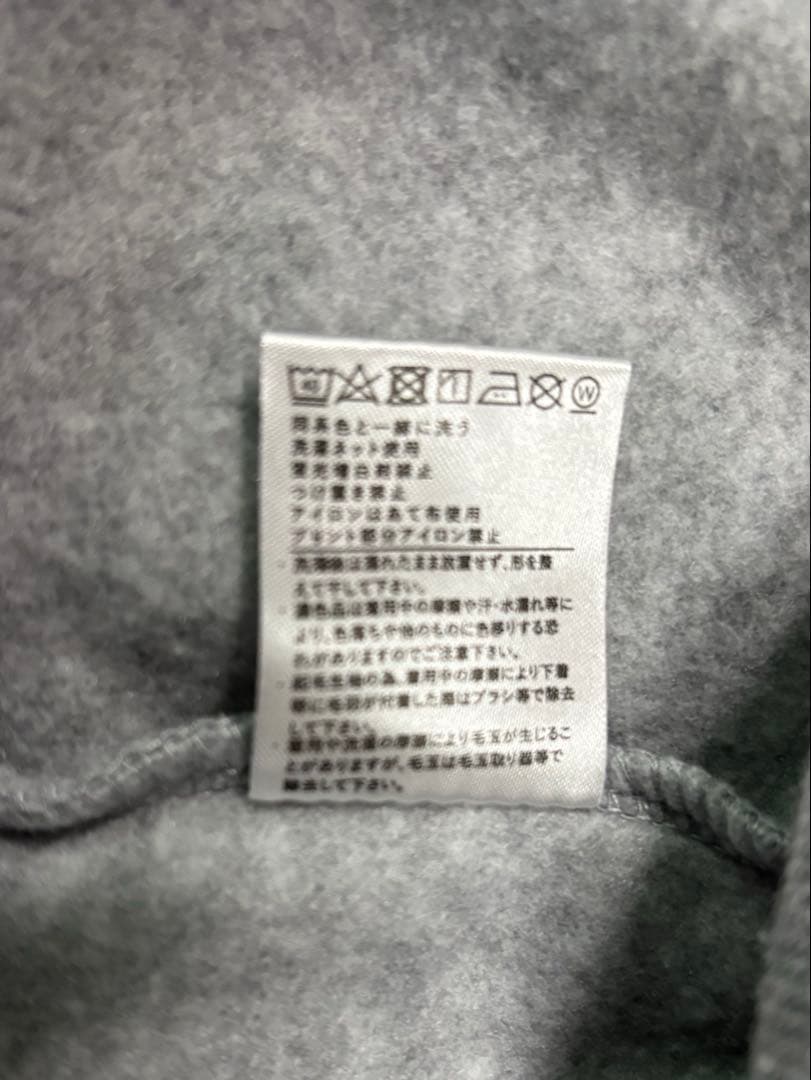 40
W
同系色と一緒に洗う
洗濯ネット使用
蛍光増白剤禁止
つけ置き禁止
アイロンはあて布使用
プリント部分アイロン禁止
洗濯後は濡れたまま放置せず、形を整
えて干して下さい。
濃色品は着用中の摩擦や汗・水濡れ等に
より、色落ちや他のものに色移りする恐
れがありますのでご注意下さい。
起毛生地の為、着用中の摩擦により下着
等に毛羽が付着した際はブラシ等で除去
して下さい。
着用や洗濯の摩擦により毛玉が生じるこ
とがありますが、毛玉は毛玉取り器等で
除去して下さい。